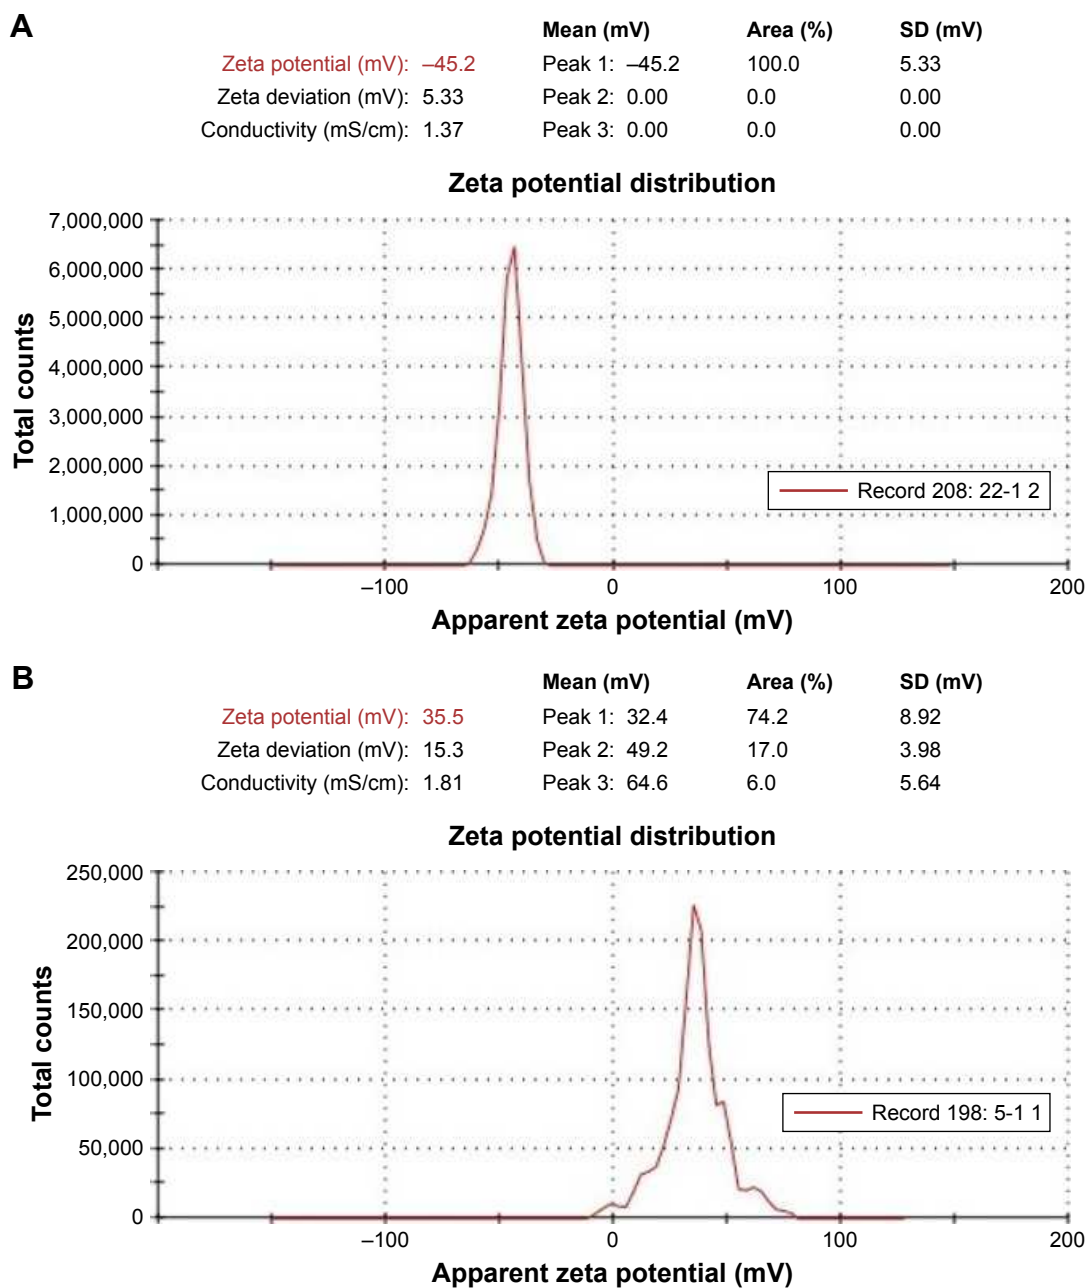 A
Mean (mV) Area (%) SD (mV)
Zeta potential (mV): –45.2 Peak 1: –45.2 100.0 5.33
Zeta deviation (mV): 5.33 Peak 2: 0.00 0.0 0.00
Conductivity (mS/cm): 1.37 Peak 3: 0.00 0.0 0.00
Zeta potential distribution
7,000,000
6,000,000
5,000,000
4,000,000
3,000,000
2,000,000
1,000,000
0
Total counts
Record 208: 22-1 2
–100 0 100 200
Apparent zeta potential (mV)
B
Mean (mV) Area (%) SD (mV)
Zeta potential (mV): 35.5 Peak 1: 32.4 74.2 8.92
Zeta deviation (mV): 15.3 Peak 2: 49.2 17.0 3.98
Conductivity (mS/cm): 1.81 Peak 3: 64.6 6.0 5.64
Zeta potential distribution
250,000
200,000
150,000
100,000
50,000
0
Total counts
Record 198: 5-1 1
–100 0 100 200
Apparent zeta potential (mV)